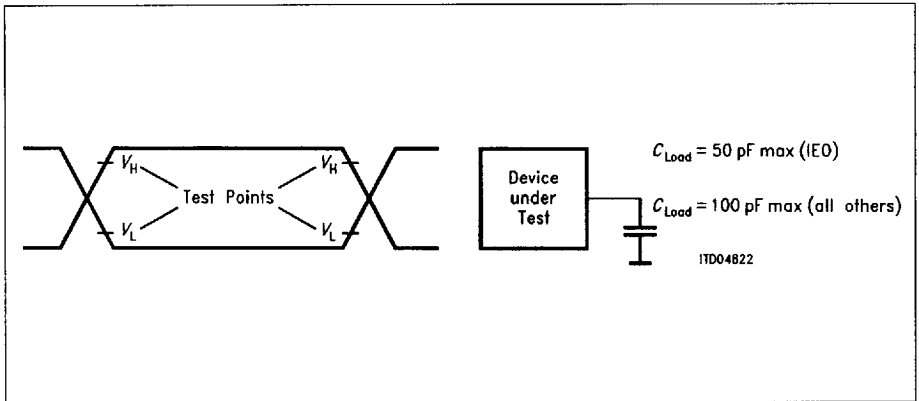 V_H V_H
Test Points
V_L V_L
Device
under
Test
C_Load = 50 pF max (IE0)
C_Load = 100 pF max (all others)
ITD04822